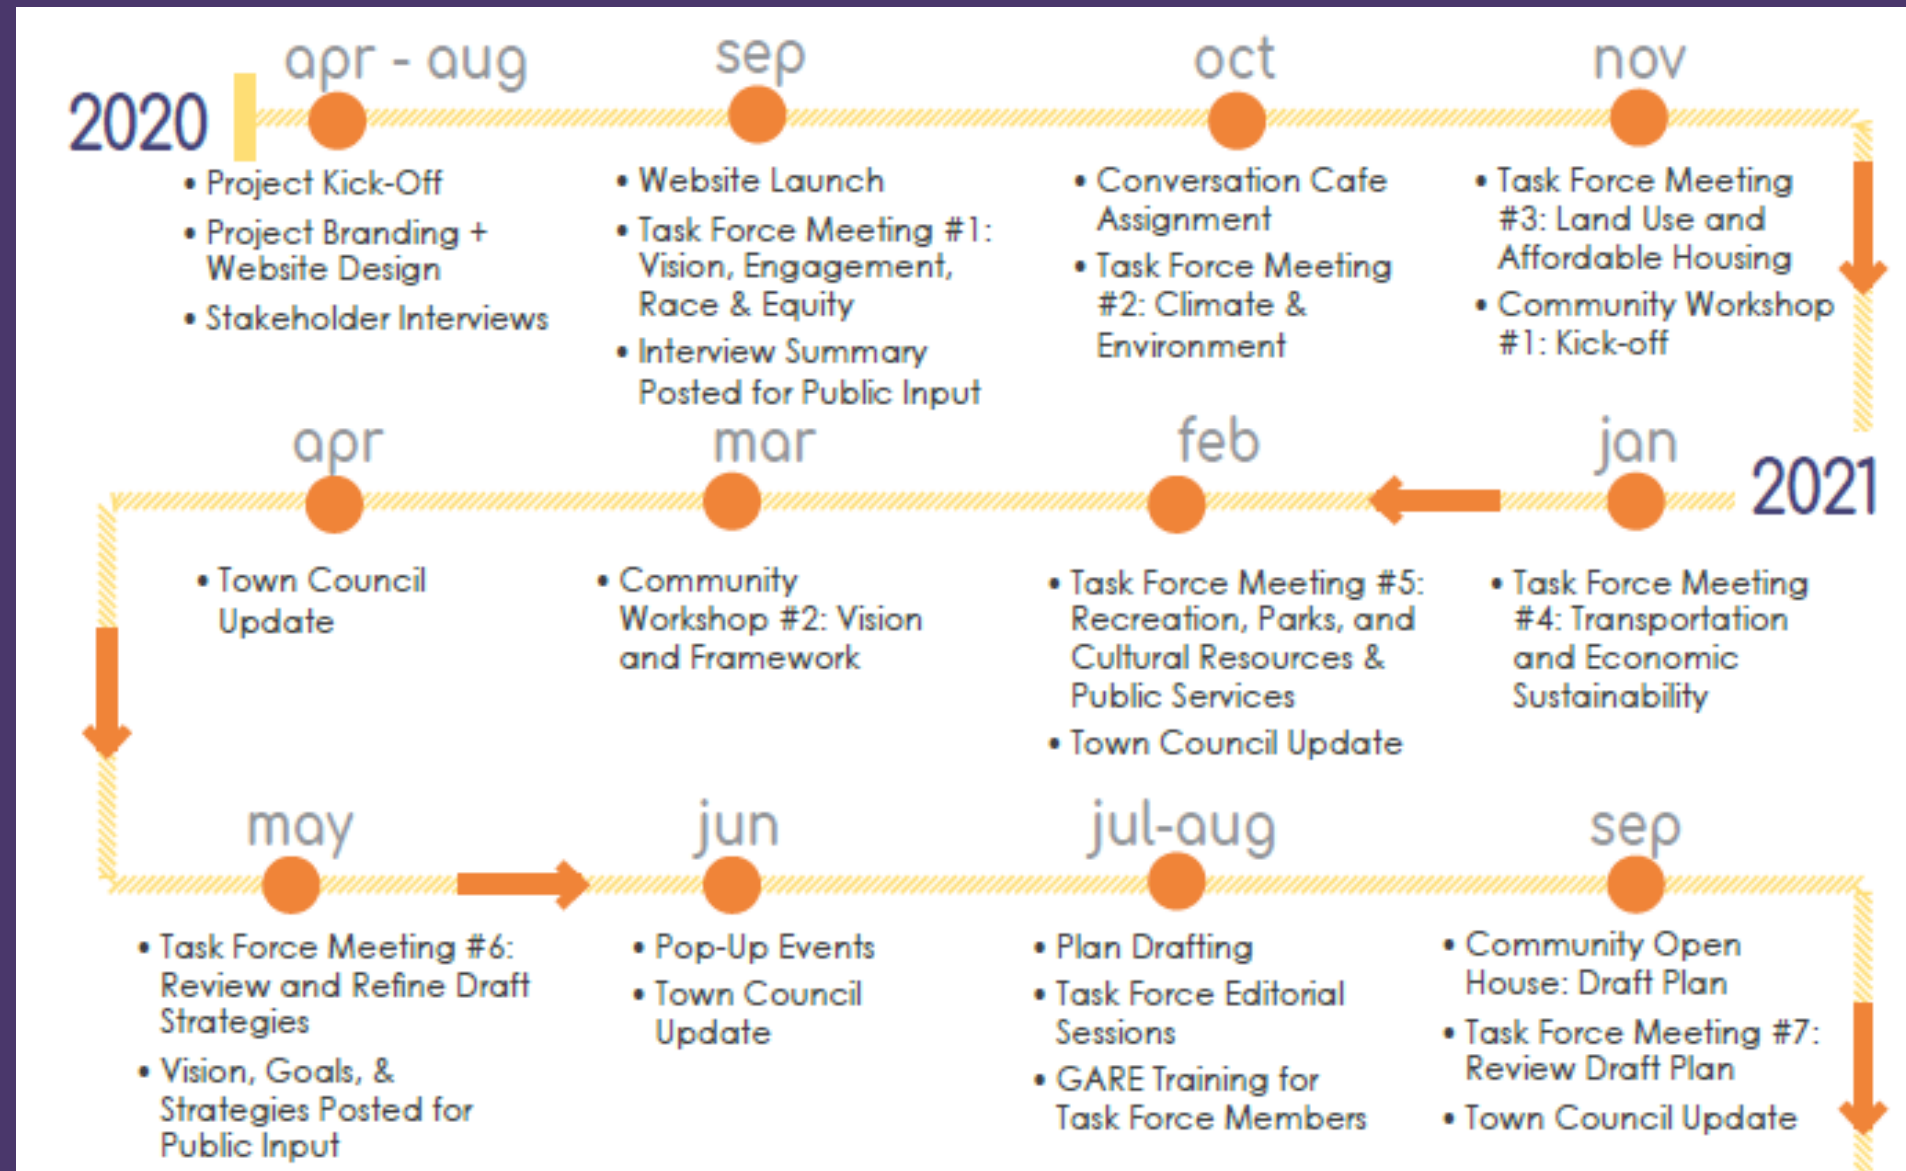 2020
apr - aug
• Project Kick-Off
• Project Branding +
Website Design
• Stakeholder Interviews
sep
• Website Launch
• Task Force Meeting #1:
Vision, Engagement,
Race & Equity
• Interview Summary
Posted for Public Input
oct
• Conversation Cafe
Assignment
• Task Force Meeting
#2: Climate &
Environment
nov
• Task Force Meeting
#3: Land Use and
Affordable Housing
• Community Workshop
#1: Kick-off
2021
jan
• Task Force Meeting
#4: Transportation
and Economic
Sustainability
feb
• Task Force Meeting #5:
Recreation, Parks, and
Cultural Resources &
Public Services
• Town Council Update
mar
• Community
Workshop #2: Vision
and Framework
apr
• Town Council
Update
may
• Task Force Meeting #6:
Review and Refine Draft
Strategies
• Vision, Goals, &
Strategies Posted for
Public Input
jun
• Pop-Up Events
• Town Council
Update
jul-aug
• Plan Drafting
• Task Force Editorial
Sessions
• GARE Training for
Task Force Members
sep
• Community Open
House: Draft Plan
• Task Force Meeting #7:
Review Draft Plan
• Town Council Update